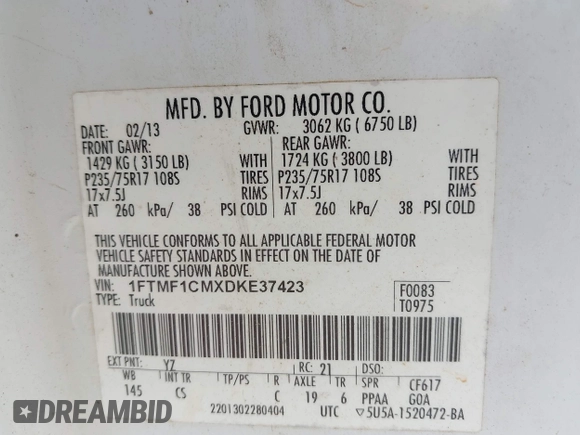 MFD. BY FORD MOTOR CO.
DATE: 02/13 GVWR: 3062 KG ( 6750 LB)
FRONT GAWR: REAR GAWR:
1429 KG ( 3150 LB) WITH 1724 KG ( 3800 LB) WITH
P235/75R17 108S TIRES P235/75R17 108S TIRES
17x7.5J RIMS 17x7.5J RIMS
AT 260 kPa/ 38 PSI COLD AT 260 kPa/ 38 PSI COLD
THIS VEHICLE CONFORMS TO ALL APPLICABLE FEDERAL MOTOR
VEHICLE SAFETY STANDARDS IN EFFECT ON THE DATE OF
MANUFACTURE SHOWN ABOVE.
VIN: 1FTMF1CMXDKE37423 F0083
TYPE: Truck T0975
EXT PNT: YZ RC: 21 DSO:
WB INT TR TP/PS R AXLE TR SPR CF617
145 CS C 19 6 PPAA GOA
2201302280404 UTC 5U5A-1520472-BA
DREAMBID